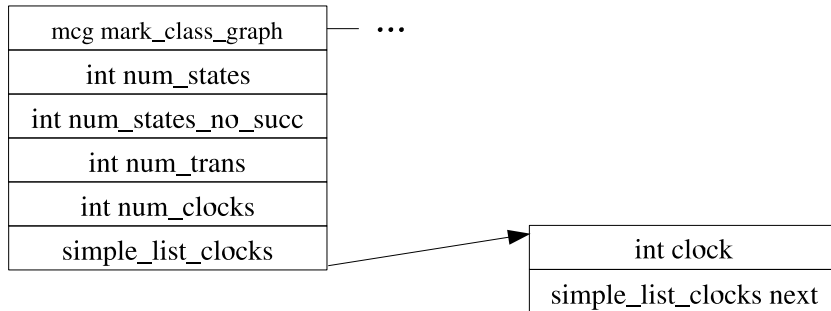 mcg mark_class_graph
...
int num_states
int num_states_no_succ
int num_trans
int num_clocks
simple_list_clocks
int clock
simple_list_clocks next